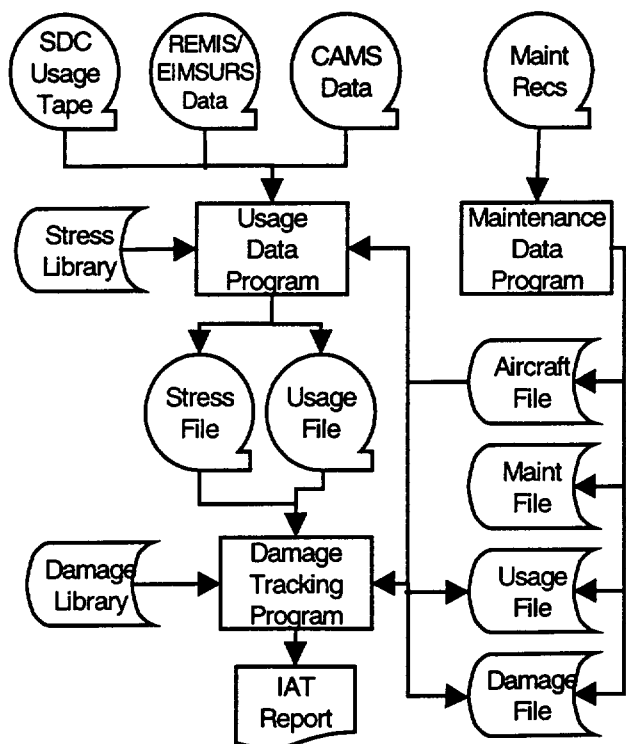 SDC
Usage
Tape
REMIS/
EIMSURS
Data
CAMS
Data
Maint
Recs
Stress
Library
Usage
Data
Program
Maintenance
Data
Program
Stress
File
Usage
File
Aircraft
File
Maint
File
Damage
Library
Damage
Tracking
Program
Usage
File
IAT
Report
Damage
File